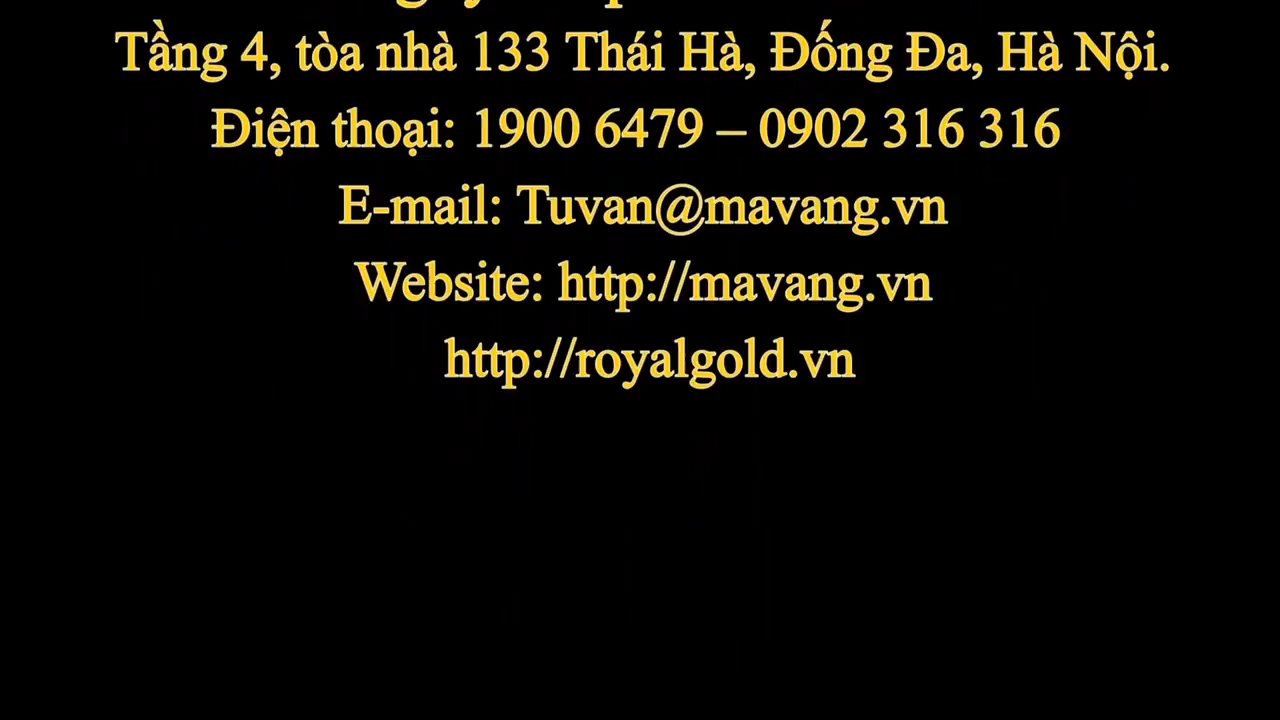 Tầng 4, tòa nhà 133 Thái Hà, Đống Đa, Hà Nội.
Điện thoại: 1900 6479 – 0902 316 316
E-mail: Tuvan@mavang.vn
Website: http://mavang.vn
http://royalgold.vn